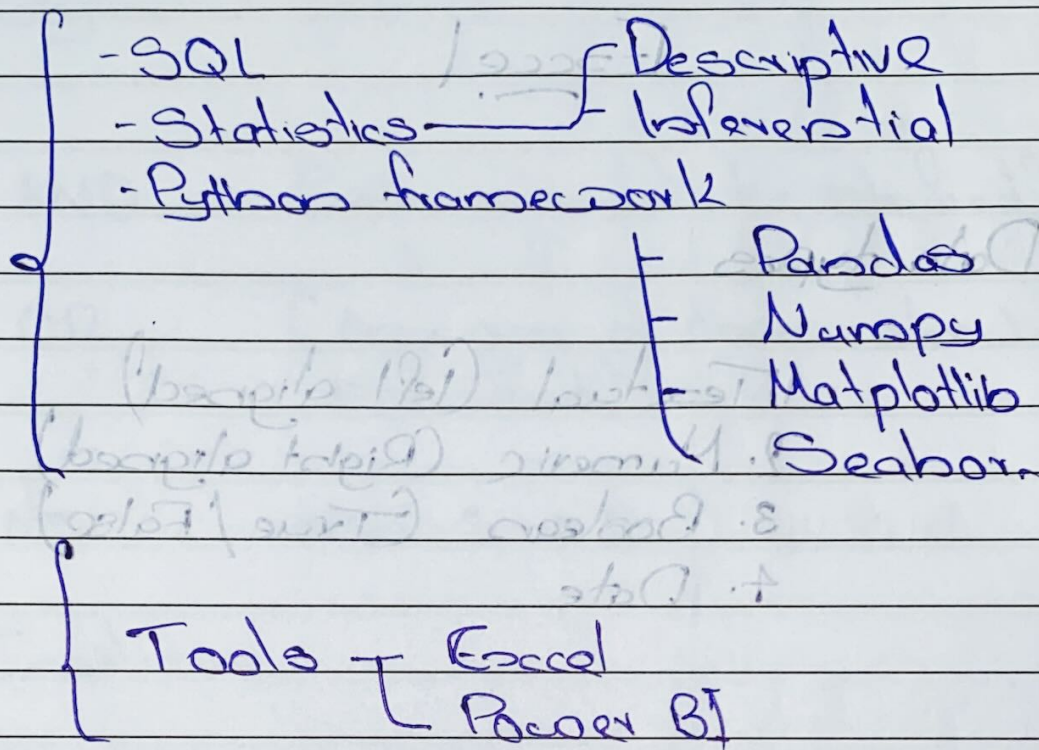 - SQL
- Statistics - Descriptive
- Inferential
- Python framework
- Pandas
- Numpy
- Matplotlib
Seabor
Tools - Excel
Power BI